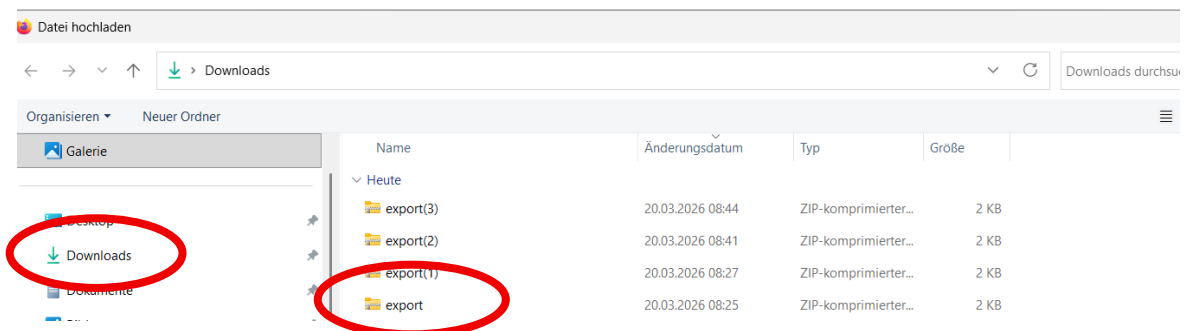 Datei hochladen
Downloads
Downloads durchsu
Organisieren
Neuer Ordner
Galerie
Name
Änderungsdatum
Typ
Größe
Heute
export(3)
20.03.2026 08:44
ZIP-komprimierter...
2 KB
Desktop
export(2)
20.03.2026 08:41
ZIP-komprimierter...
2 KB
Downloads
export(1)
20.03.2026 08:27
ZIP-komprimierter...
2 KB
Dokumente
export
20.03.2026 08:25
ZIP-komprimierter...
2 KB